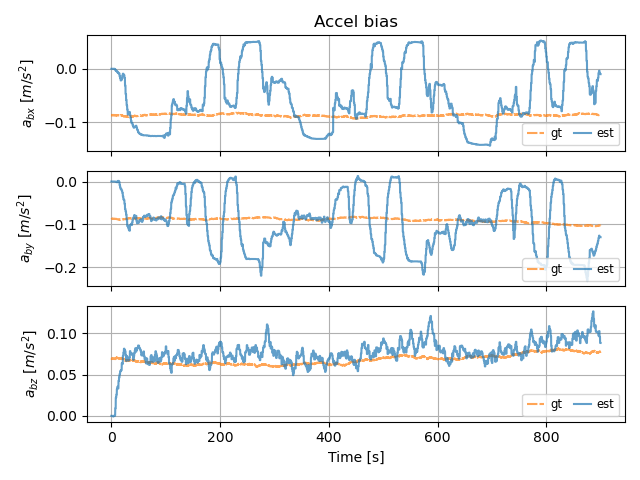 Accel bias
a_bx [m/s²]
0.0
−0.1
gt est
a_by [m/s²]
0.0
−0.1
−0.2
gt est
a_bz [m/s²]
0.10
0.05
0.00
gt est
0 200 400 600 800
Time [s]